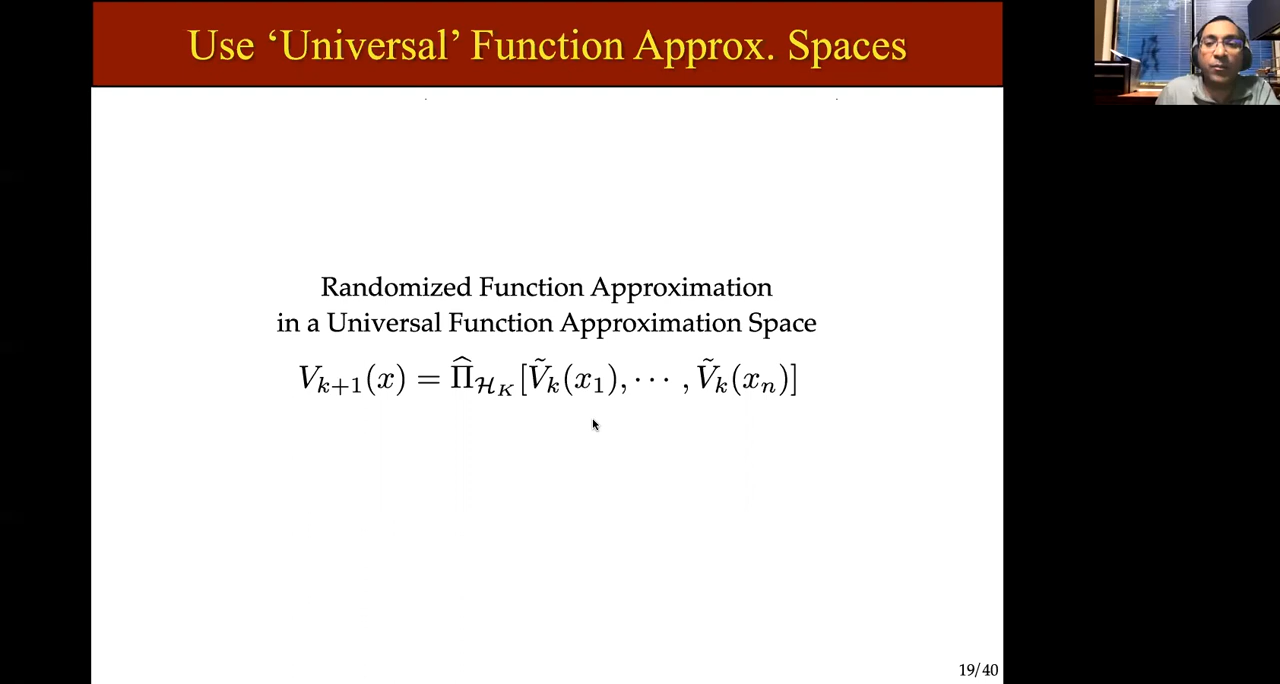 Use ‘Universal’ Function Approx. Spaces
Randomized Function Approximation
in a Universal Function Approximation Space
$V_{k+1}(x) = \widehat{\Pi}_{\mathcal{H}_K}[\tilde{V}_k(x_1), \cdots, \tilde{V}_k(x_n)]$
19/40